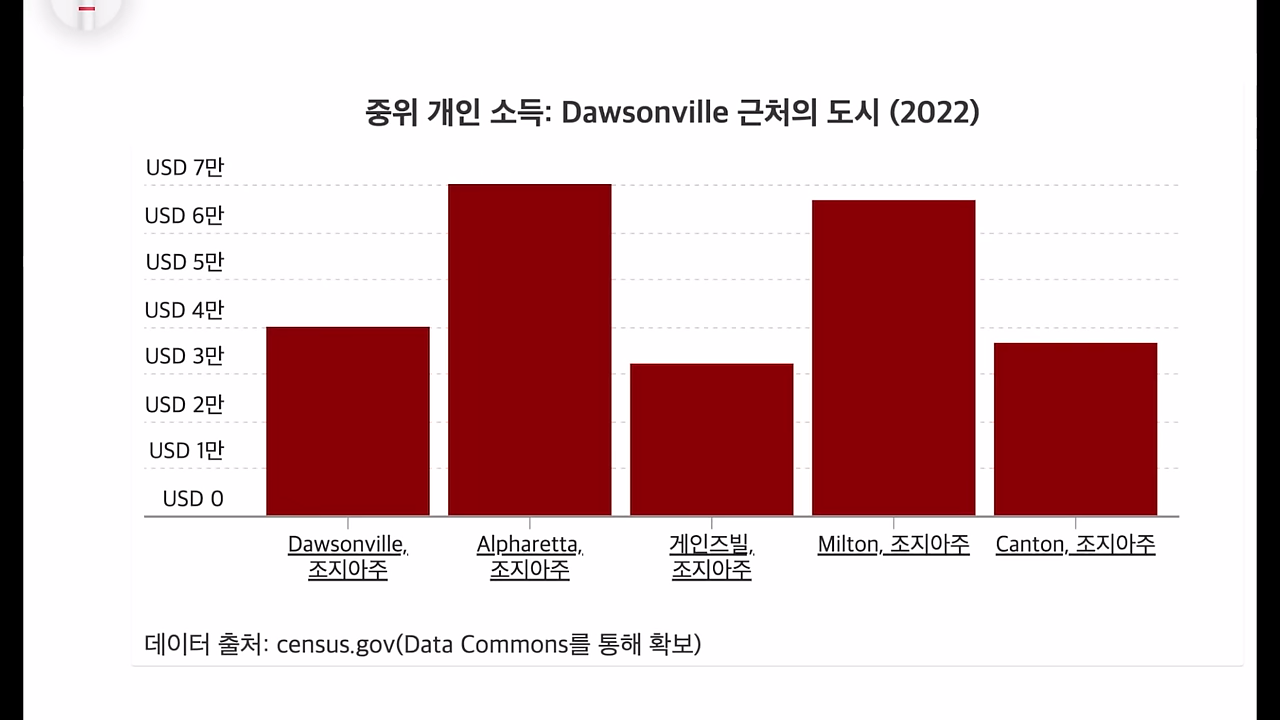 중위 개인 소득: Dawsonville 근처의 도시 (2022)
USD 7만
USD 6만
USD 5만
USD 4만
USD 3만
USD 2만
USD 1만
USD 0
Dawsonville,
조지아주
Alpharetta,
조지아주
게인즈빌,
조지아주
Milton, 조지아주
Canton, 조지아주
데이터 출처: census.gov(Data Commons를 통해 확보)